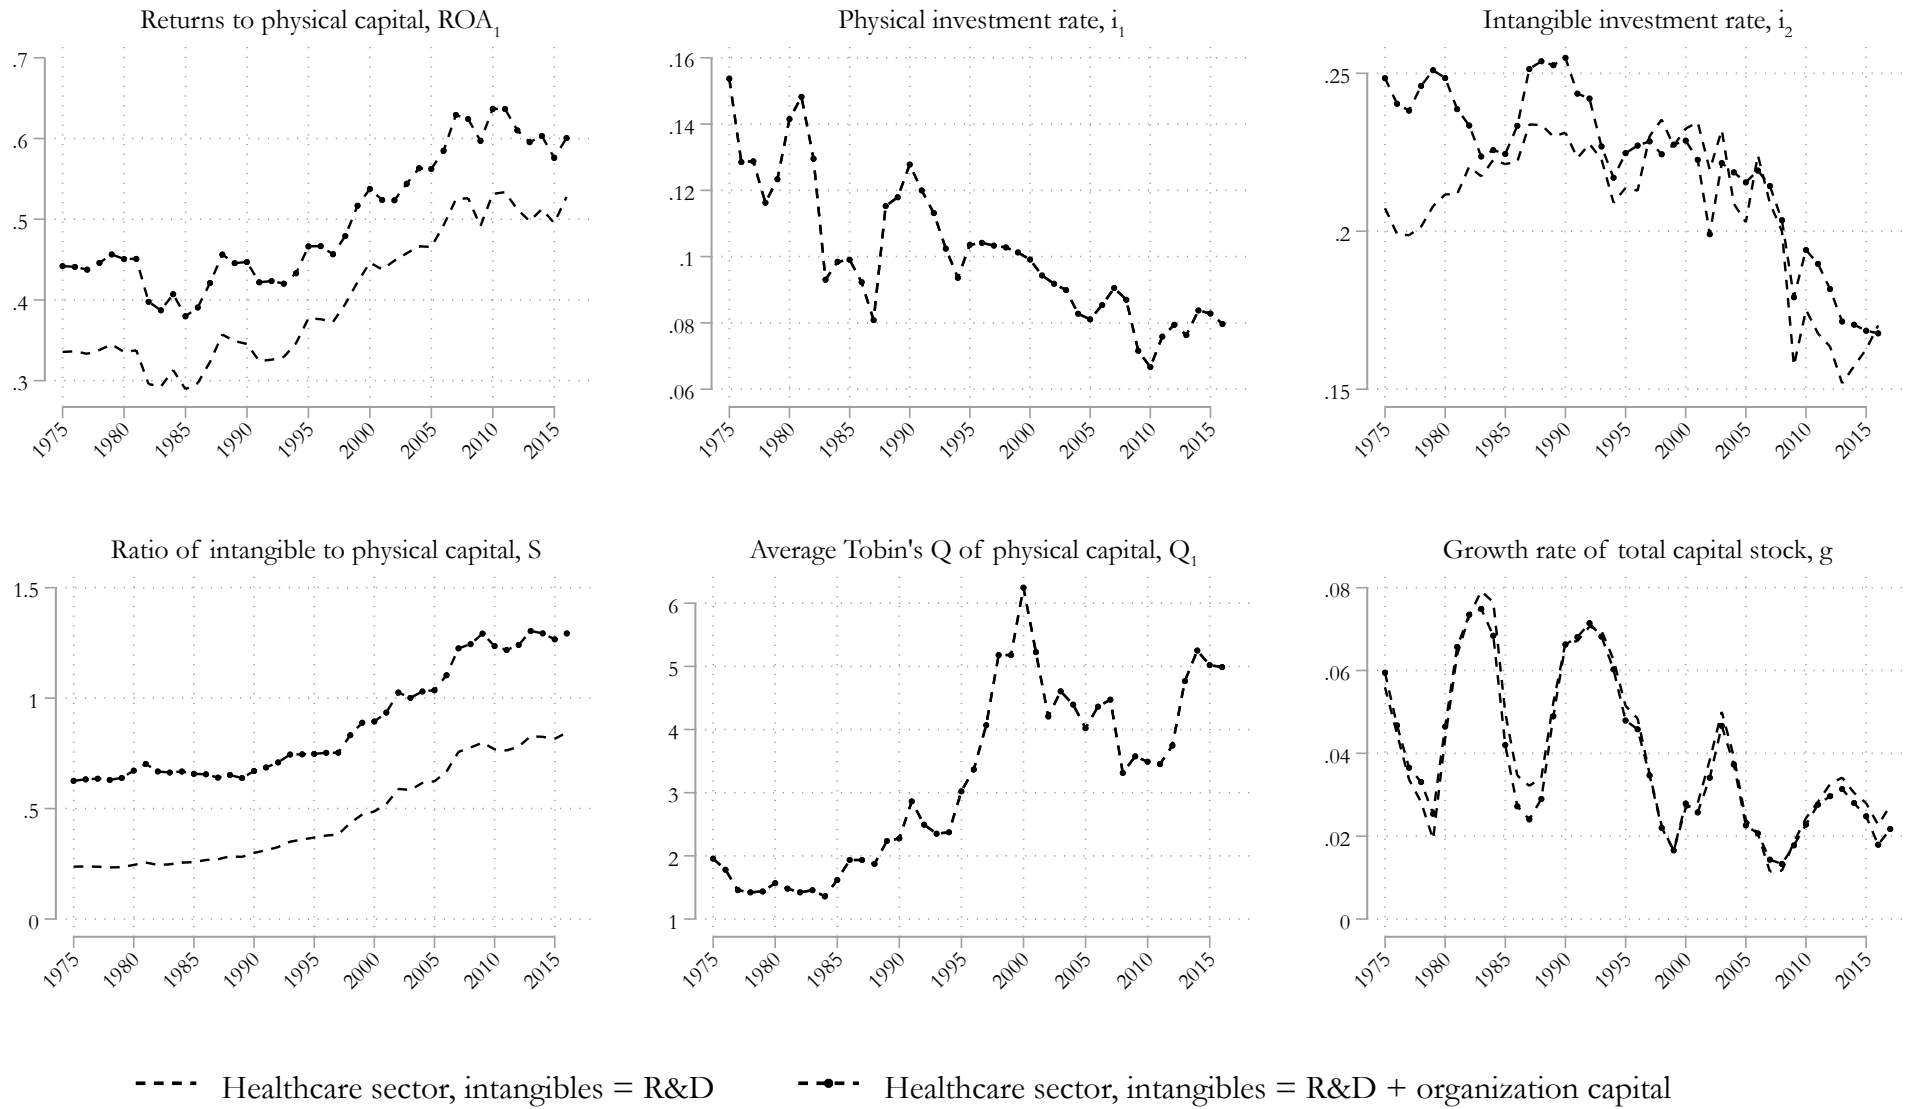 Returns to physical capital, ROA1
.7
.6
.5
.4
.3
1975 1980 1985 1990 1995 2000 2005 2010 2015
Physical investment rate, i1
.16
.14
.12
.1
.08
.06
1975 1980 1985 1990 1995 2000 2005 2010 2015
Intangible investment rate, i2
.25
.2
.15
1975 1980 1985 1990 1995 2000 2005 2010 2015
Ratio of intangible to physical capital, S
1.5
1
.5
0
1975 1980 1985 1990 1995 2000 2005 2010 2015
Average Tobin's Q of physical capital, Q1
6
5
4
3
2
1
1975 1980 1985 1990 1995 2000 2005 2010 2015
Growth rate of total capital stock, g
.08
.06
.04
.02
0
1975 1980 1985 1990 1995 2000 2005 2010 2015
Healthcare sector, intangibles = R&D
Healthcare sector, intangibles = R&D + organization capital